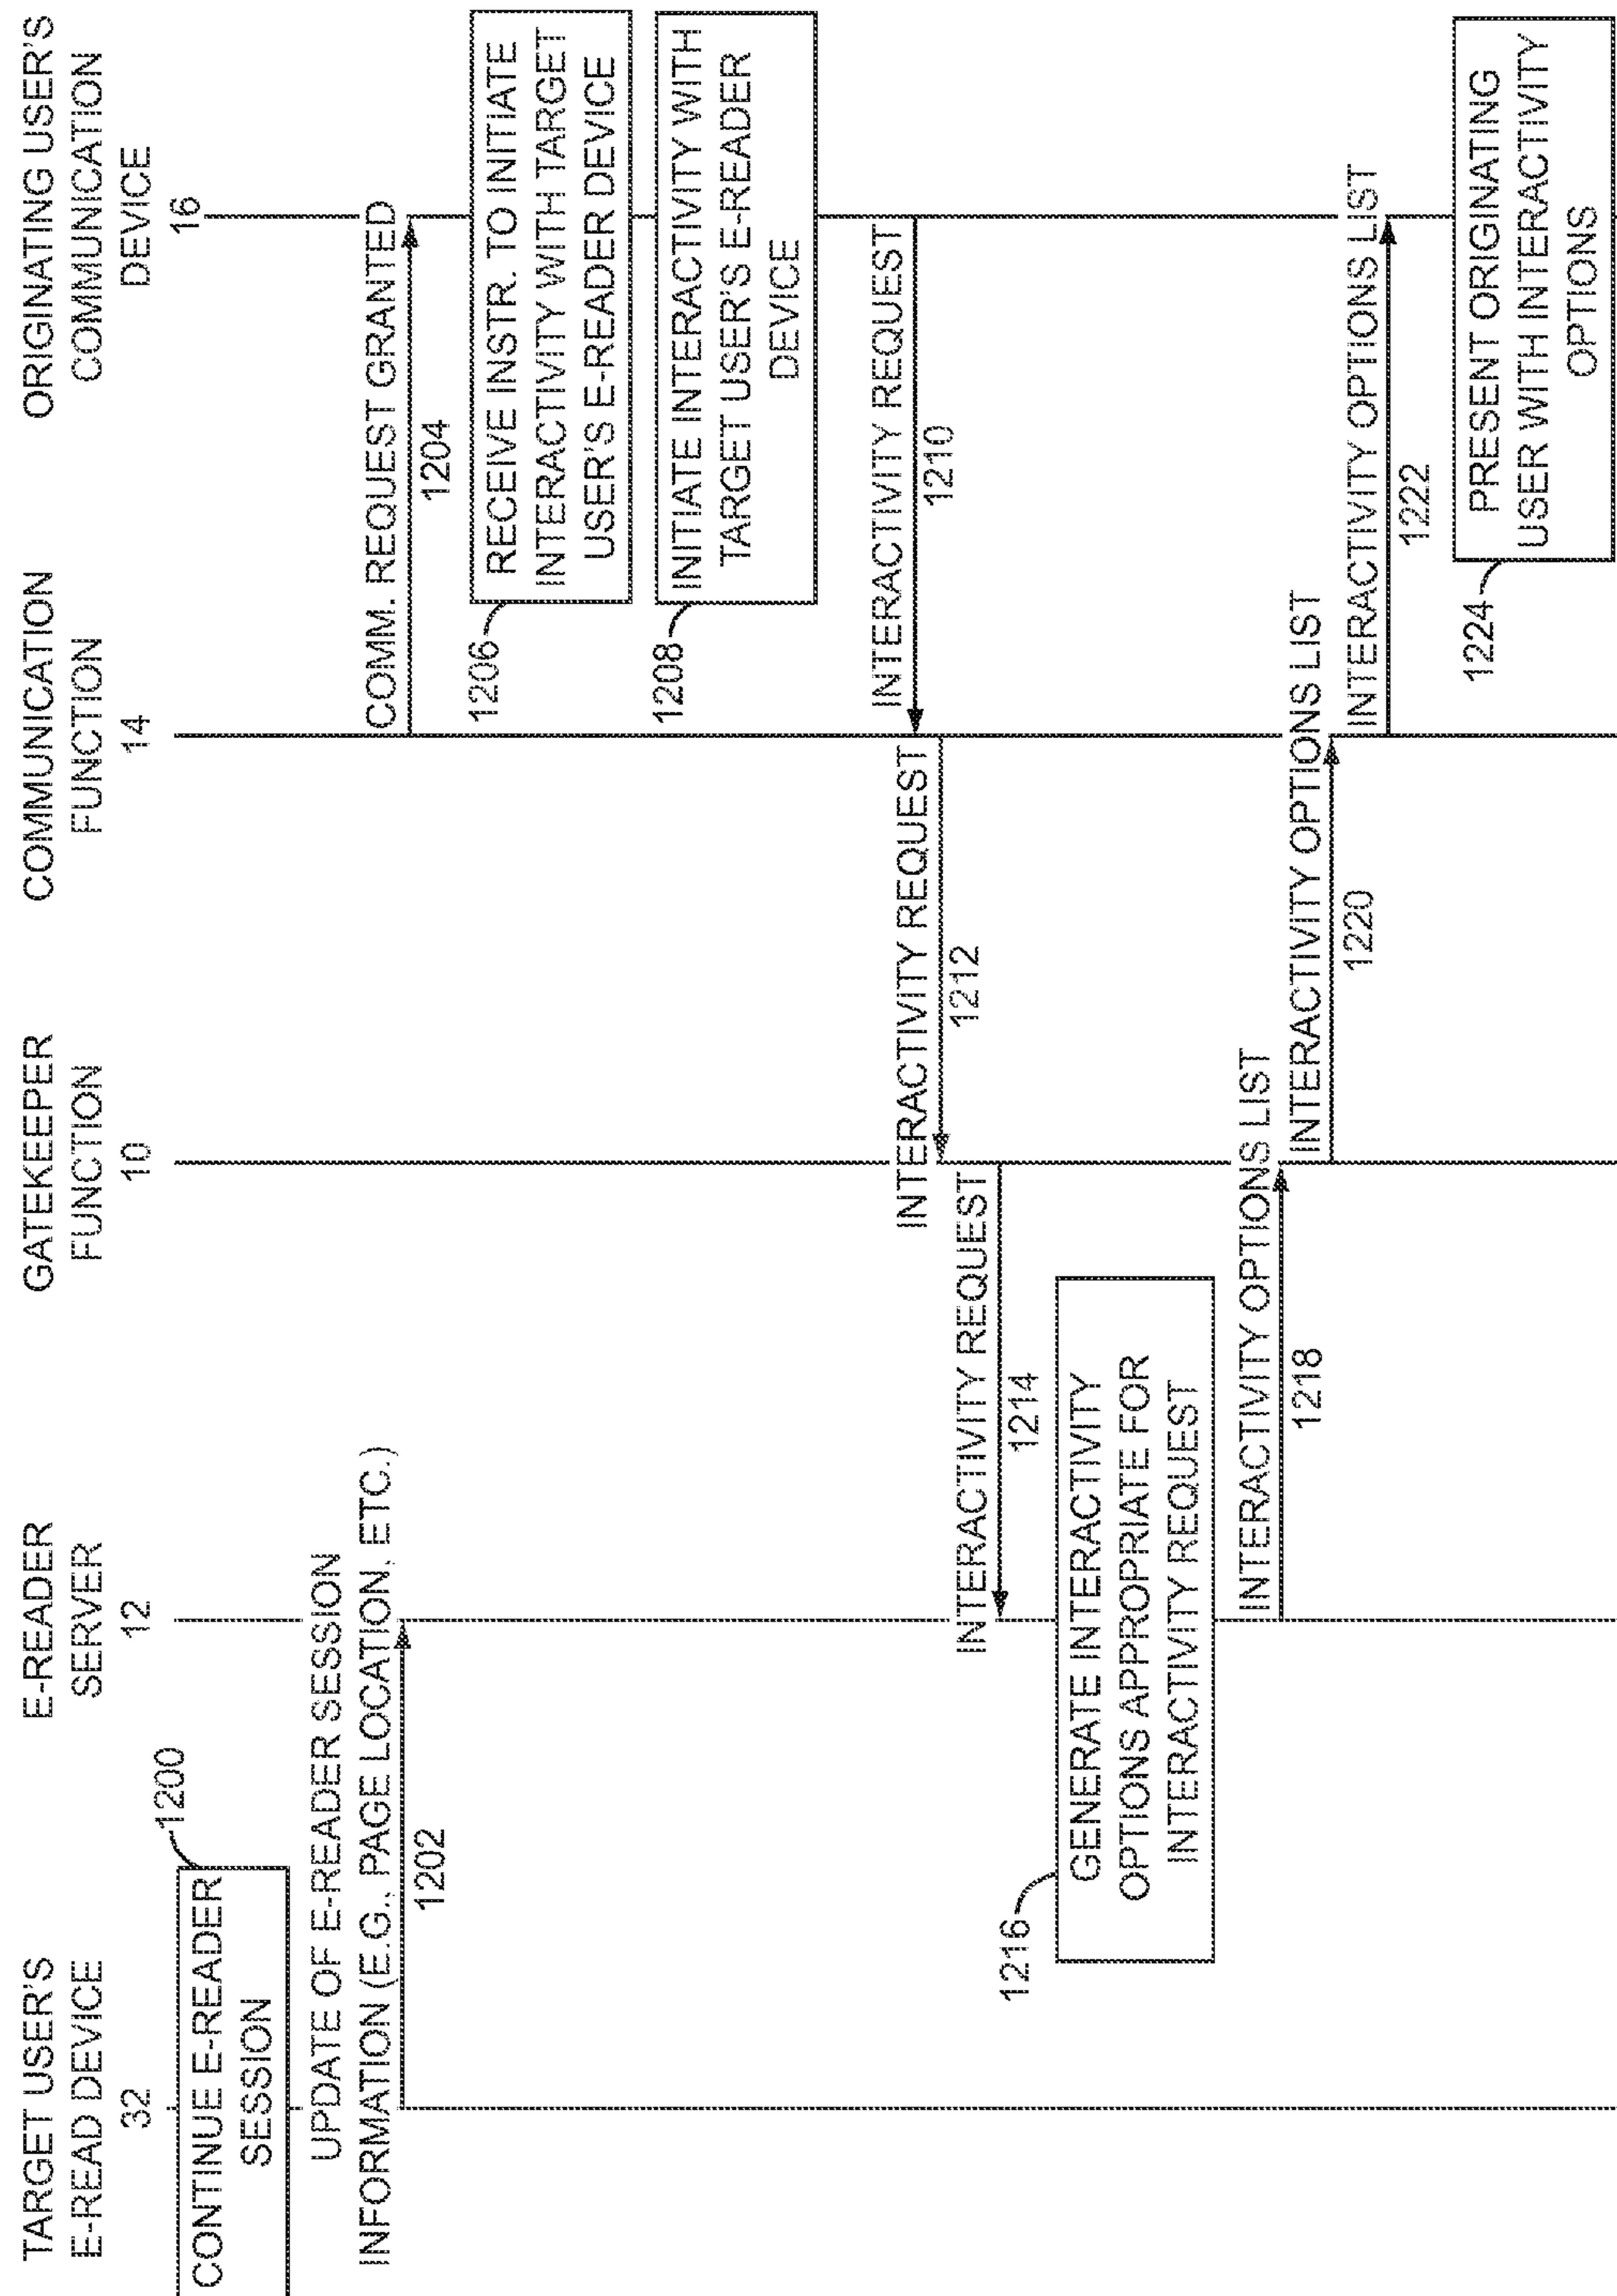 TARGET USER'S
E-READ DEVICE
32
E-READER
SERVER
12
GATEKEEPER
FUNCTION
10
COMMUNICATION
FUNCTION
14
ORIGINATING USER'S
COMMUNICATION
DEVICE
16
CONTINUE E-READER
SESSION
1200
UPDATE OF E-READER SESSION
INFORMATION (E.G., PAGE LOCATION, ETC.)
1202
COMM. REQUEST GRANTED
1204
RECEIVE INSTR. TO INITIATE
INTERACTIVITY WITH TARGET
USER'S E-READER DEVICE
1206
INITIATE INTERACTIVITY WITH
TARGET USER'S E-READER
DEVICE
1208
INTERACTIVITY REQUEST
1210
INTERACTIVITY REQUEST
1212
INTERACTIVITY REQUEST
1214
GENERATE INTERACTIVITY
OPTIONS APPROPRIATE FOR
INTERACTIVITY REQUEST
1216
INTERACTIVITY OPTIONS LIST
1218
INTERACTIVITY OPTIONS LIST
1220
INTERACTIVITY OPTIONS LIST
1222
PRESENT ORIGINATING
USER WITH INTERACTIVITY
OPTIONS
1224